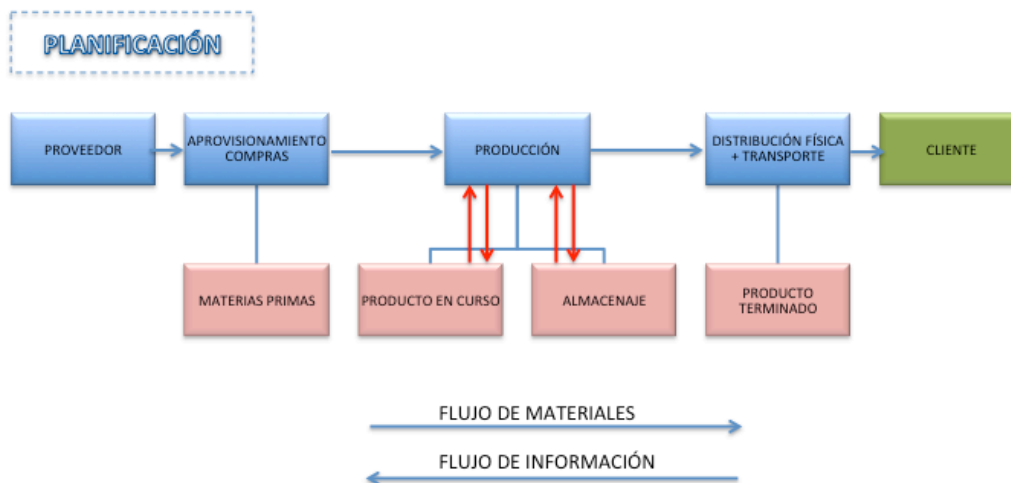 PLANIFICACIÓN
PROVEEDOR
APROVISIONAMIENTO
COMPRAS
PRODUCCIÓN
DISTRIBUCIÓN FÍSICA
+ TRANSPORTE
CLIENTE
MATERIAS PRIMAS
PRODUCTO EN CURSO
ALMACENAJE
PRODUCTO
TERMINADO
FLUJO DE MATERIALES
FLUJO DE INFORMACIÓN